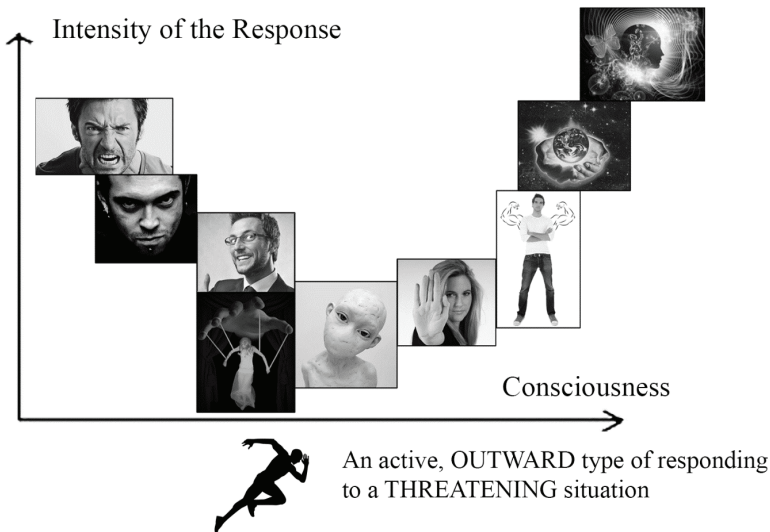 Intensity of the Response
Consciousness
An active, OUTWARD type of responding
to a THREATENING situation